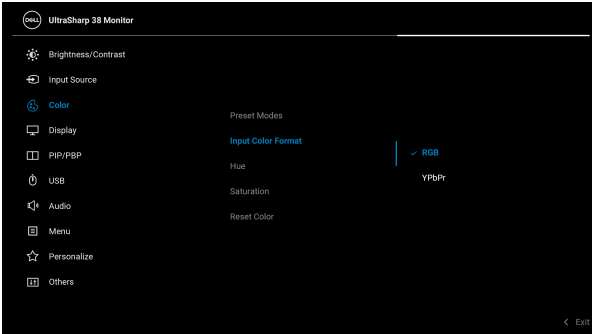 DELL UltraSharp 38 Monitor
Brightness/Contrast
Input Source
Color
Display
PIP/PBP
USB
Audio
Menu
Personalize
Others
Preset Modes
Input Color Format
Hue
Saturation
Reset Color
RGB
YPbPr
Exit